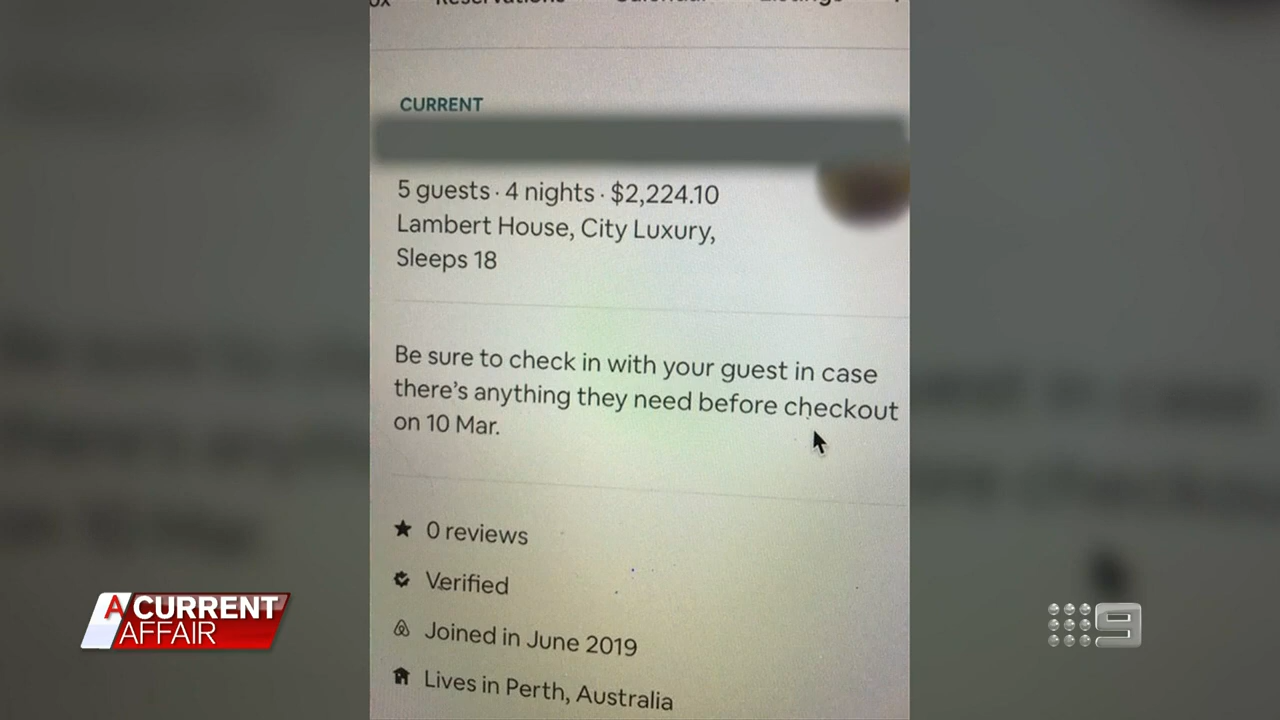 CURRENT
5 guests · 4 nights · $2,224.10
Lambert House, City Luxury,
Sleeps 18
Be sure to check in with your guest in case
there's anything they need before checkout
on 10 Mar.
0 reviews
Verified
Joined in June 2019
Lives in Perth, Australia
A CURRENT
AFFAIR
9